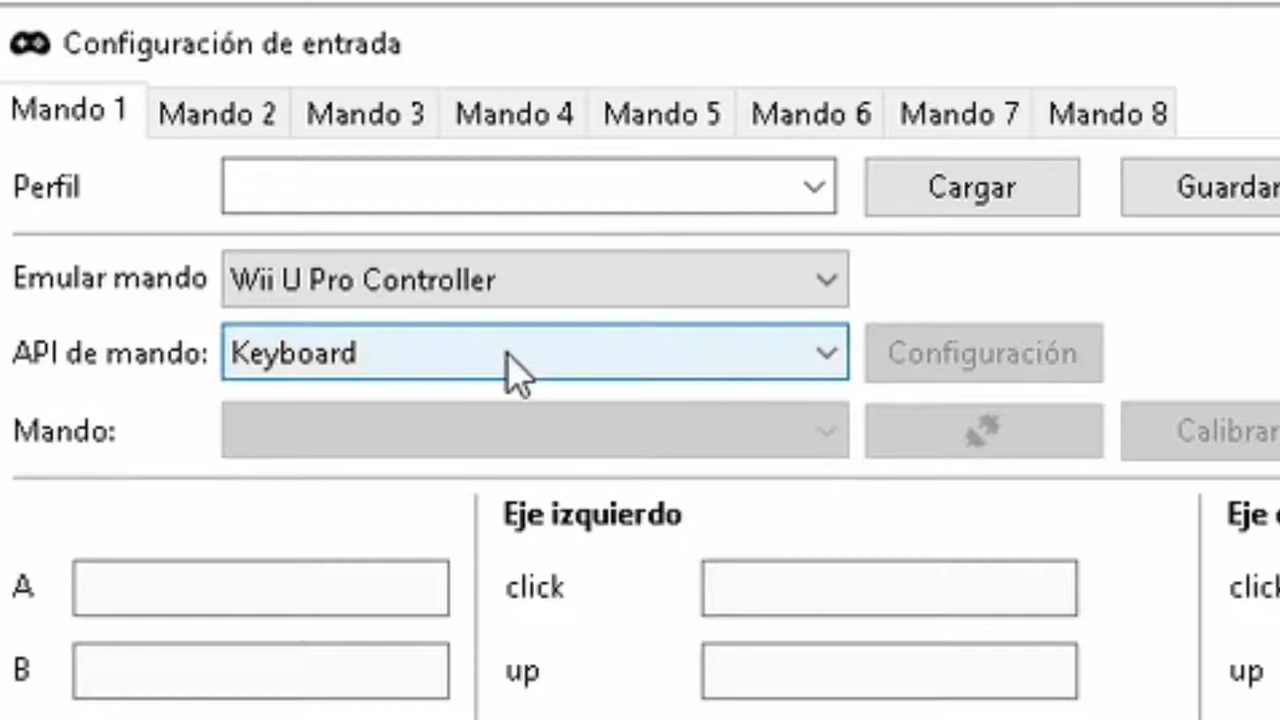 Configuración de entrada
Mando 1 Mando 2 Mando 3 Mando 4 Mando 5 Mando 6 Mando 7 Mando 8
Perfil Cargar Guardar
Emular mando Wii U Pro Controller
API de mando: Keyboard Configuración
Mando: Calibrar
Eje izquierdo Eje
A click click
B up up